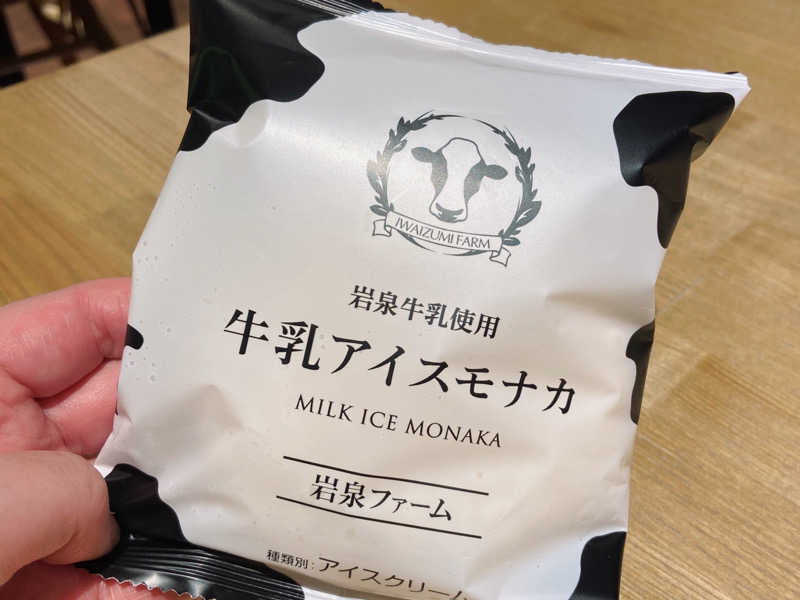 IWAIZUMI FARM
岩泉牛乳使用
牛乳アイスモナカ
MILK ICE MONAKA
岩泉ファーム
種類別：アイスクリーム